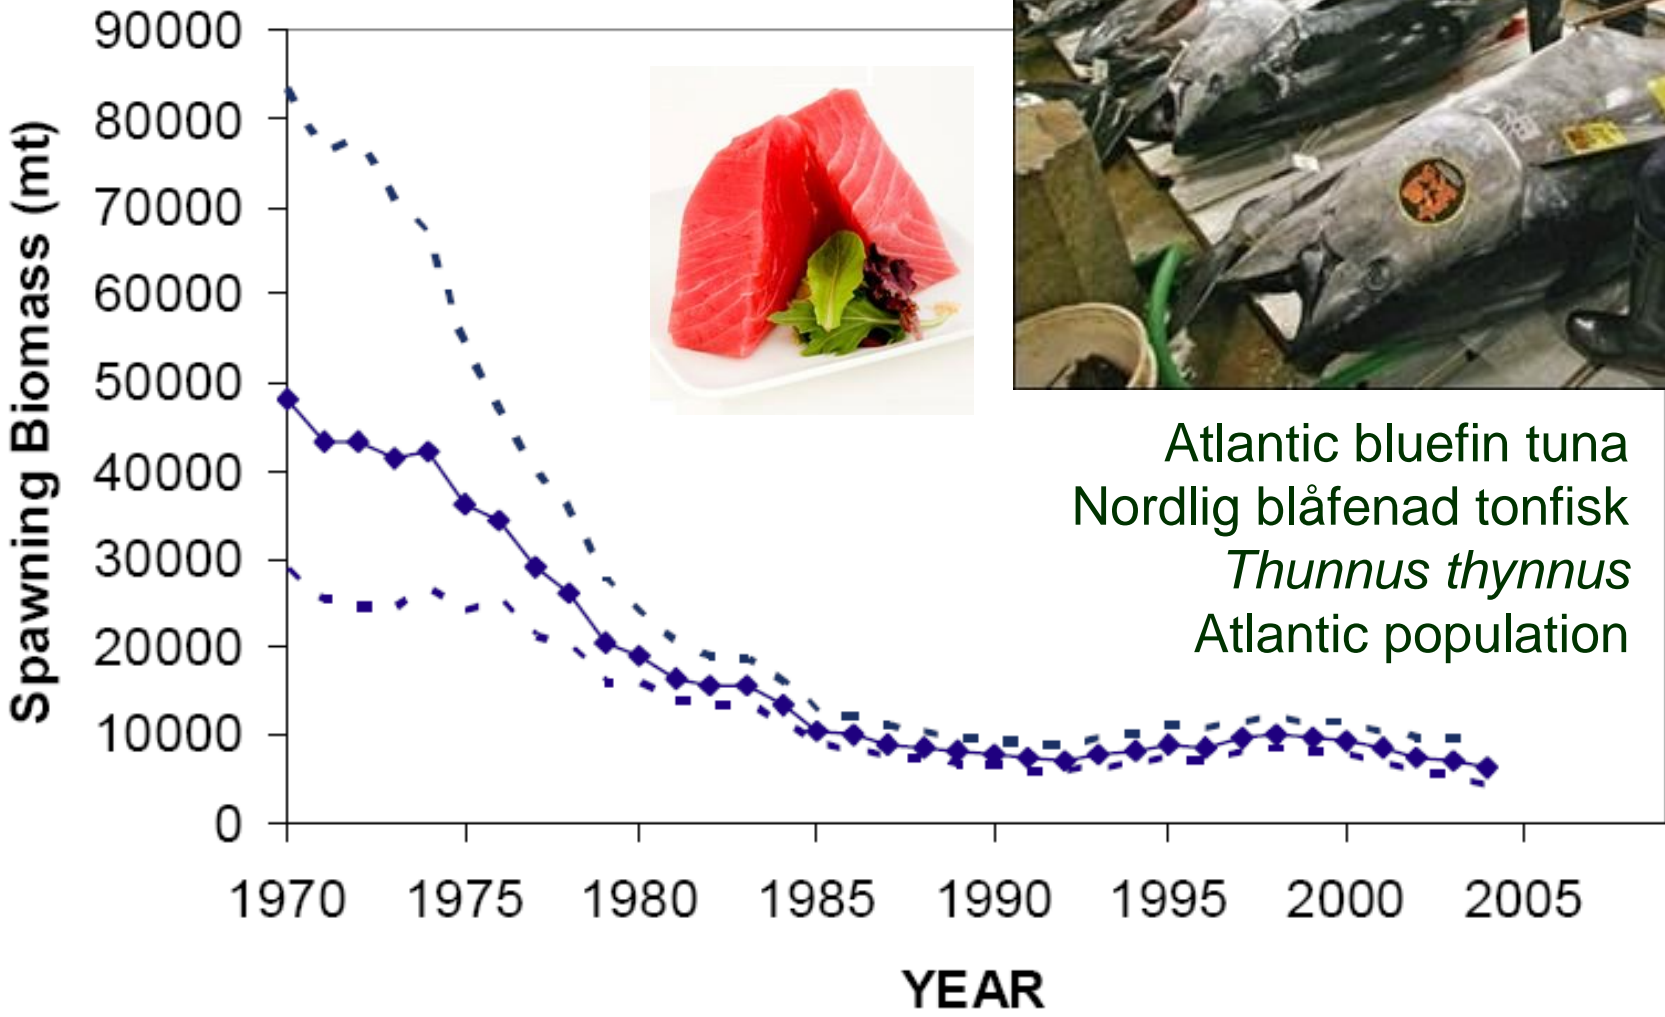 90000
80000
70000
60000
50000
40000
30000
20000
10000
0
Spawning Biomass (mt)
1970 1975 1980 1985 1990 1995 2000 2005
YEAR
Atlantic bluefin tuna
Nordlig blåfenad tonfisk
Thunnus thynnus
Atlantic population